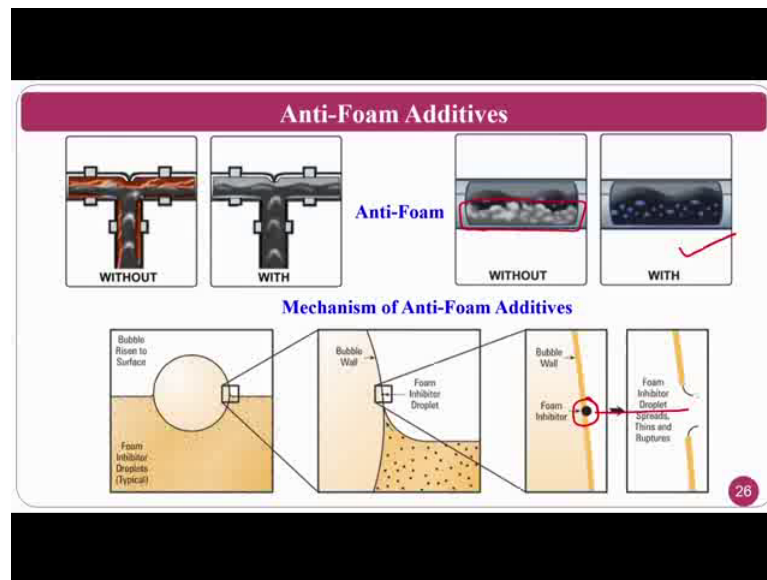 Anti-Foam Additives
WITHOUT
WITH
Anti-Foam
WITHOUT
WITH
Mechanism of Anti-Foam Additives
Bubble
Risen to
Surface
Foam
Inhibitor
Droplets
(Typical)
Bubble
Wall
Foam
Inhibitor
Droplet
Bubble
Wall
Foam
Inhibitor
Foam
Inhibitor
Droplet
Spreads,
Thins and
Ruptures
26